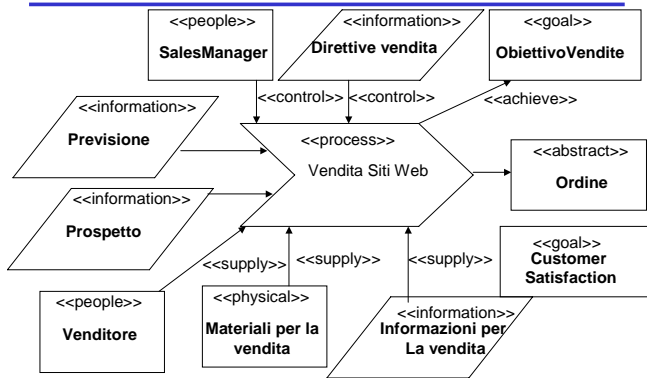 <<people>>
SalesManager
<<information>>
Direttive vendita
<<goal>>
ObiettivoVendite
<<control>>
<<control>>
<<achieve>>
<<information>>
Previsione
<<process>>
Vendita Siti Web
<<abstract>>
Ordine
<<information>>
Prospetto
<<supply>>
<<supply>>
<<supply>>
<<goal>>
Customer
Satisfaction
<<people>>
Venditore
<<physical>>
Materiali per la
vendita
<<information>>
Informazioni per
La vendita